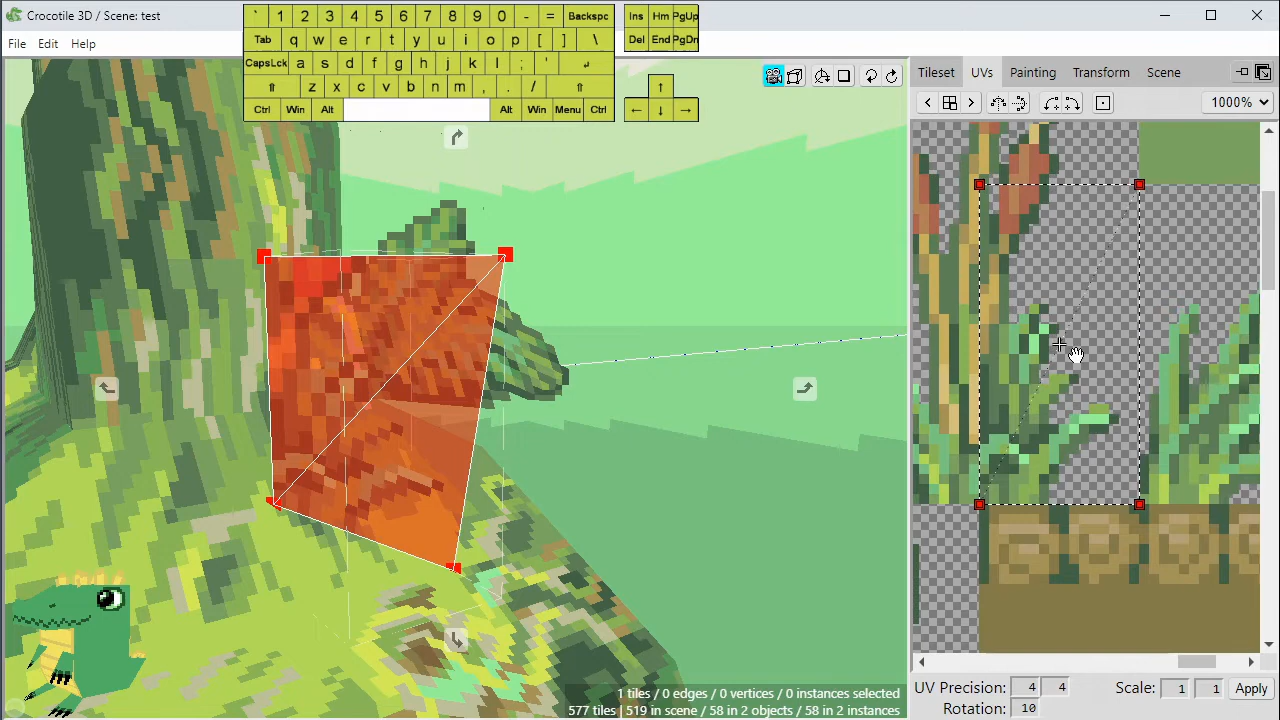 Crocotile 3D / Scene: test
File Edit Help
` 1 2 3 4 5 6 7 8 9 0 - = Backspc
Tab q w e r t y u i o p [ ] \
CapsLck a s d f g h j k l ; ' ↵
⇧ z x c v b n m , . / ⇧
Ctrl Win Alt Alt Win Menu Ctrl
Ins Hm PgUp
Del End PgDn
↑
← ↓ →
Tileset UVs Painting Transform Scene
1000%
UV Precision: 4 4 Scale: 1 1 Apply
Rotation: 10
1 tiles / 0 edges / 0 vertices / 0 instances selected
577 tiles | 519 in scene / 58 in 2 objects / 58 in 2 instances